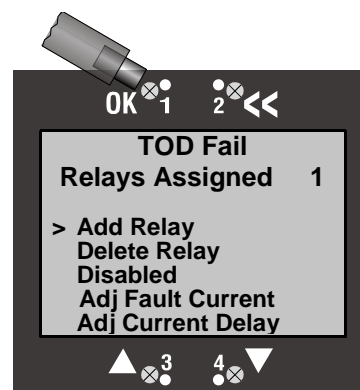 OK 1 2 <<
TOD Fail
Relays Assigned 1
> Add Relay
Delete Relay
Disabled
Adj Fault Current
Adj Current Delay
3 4